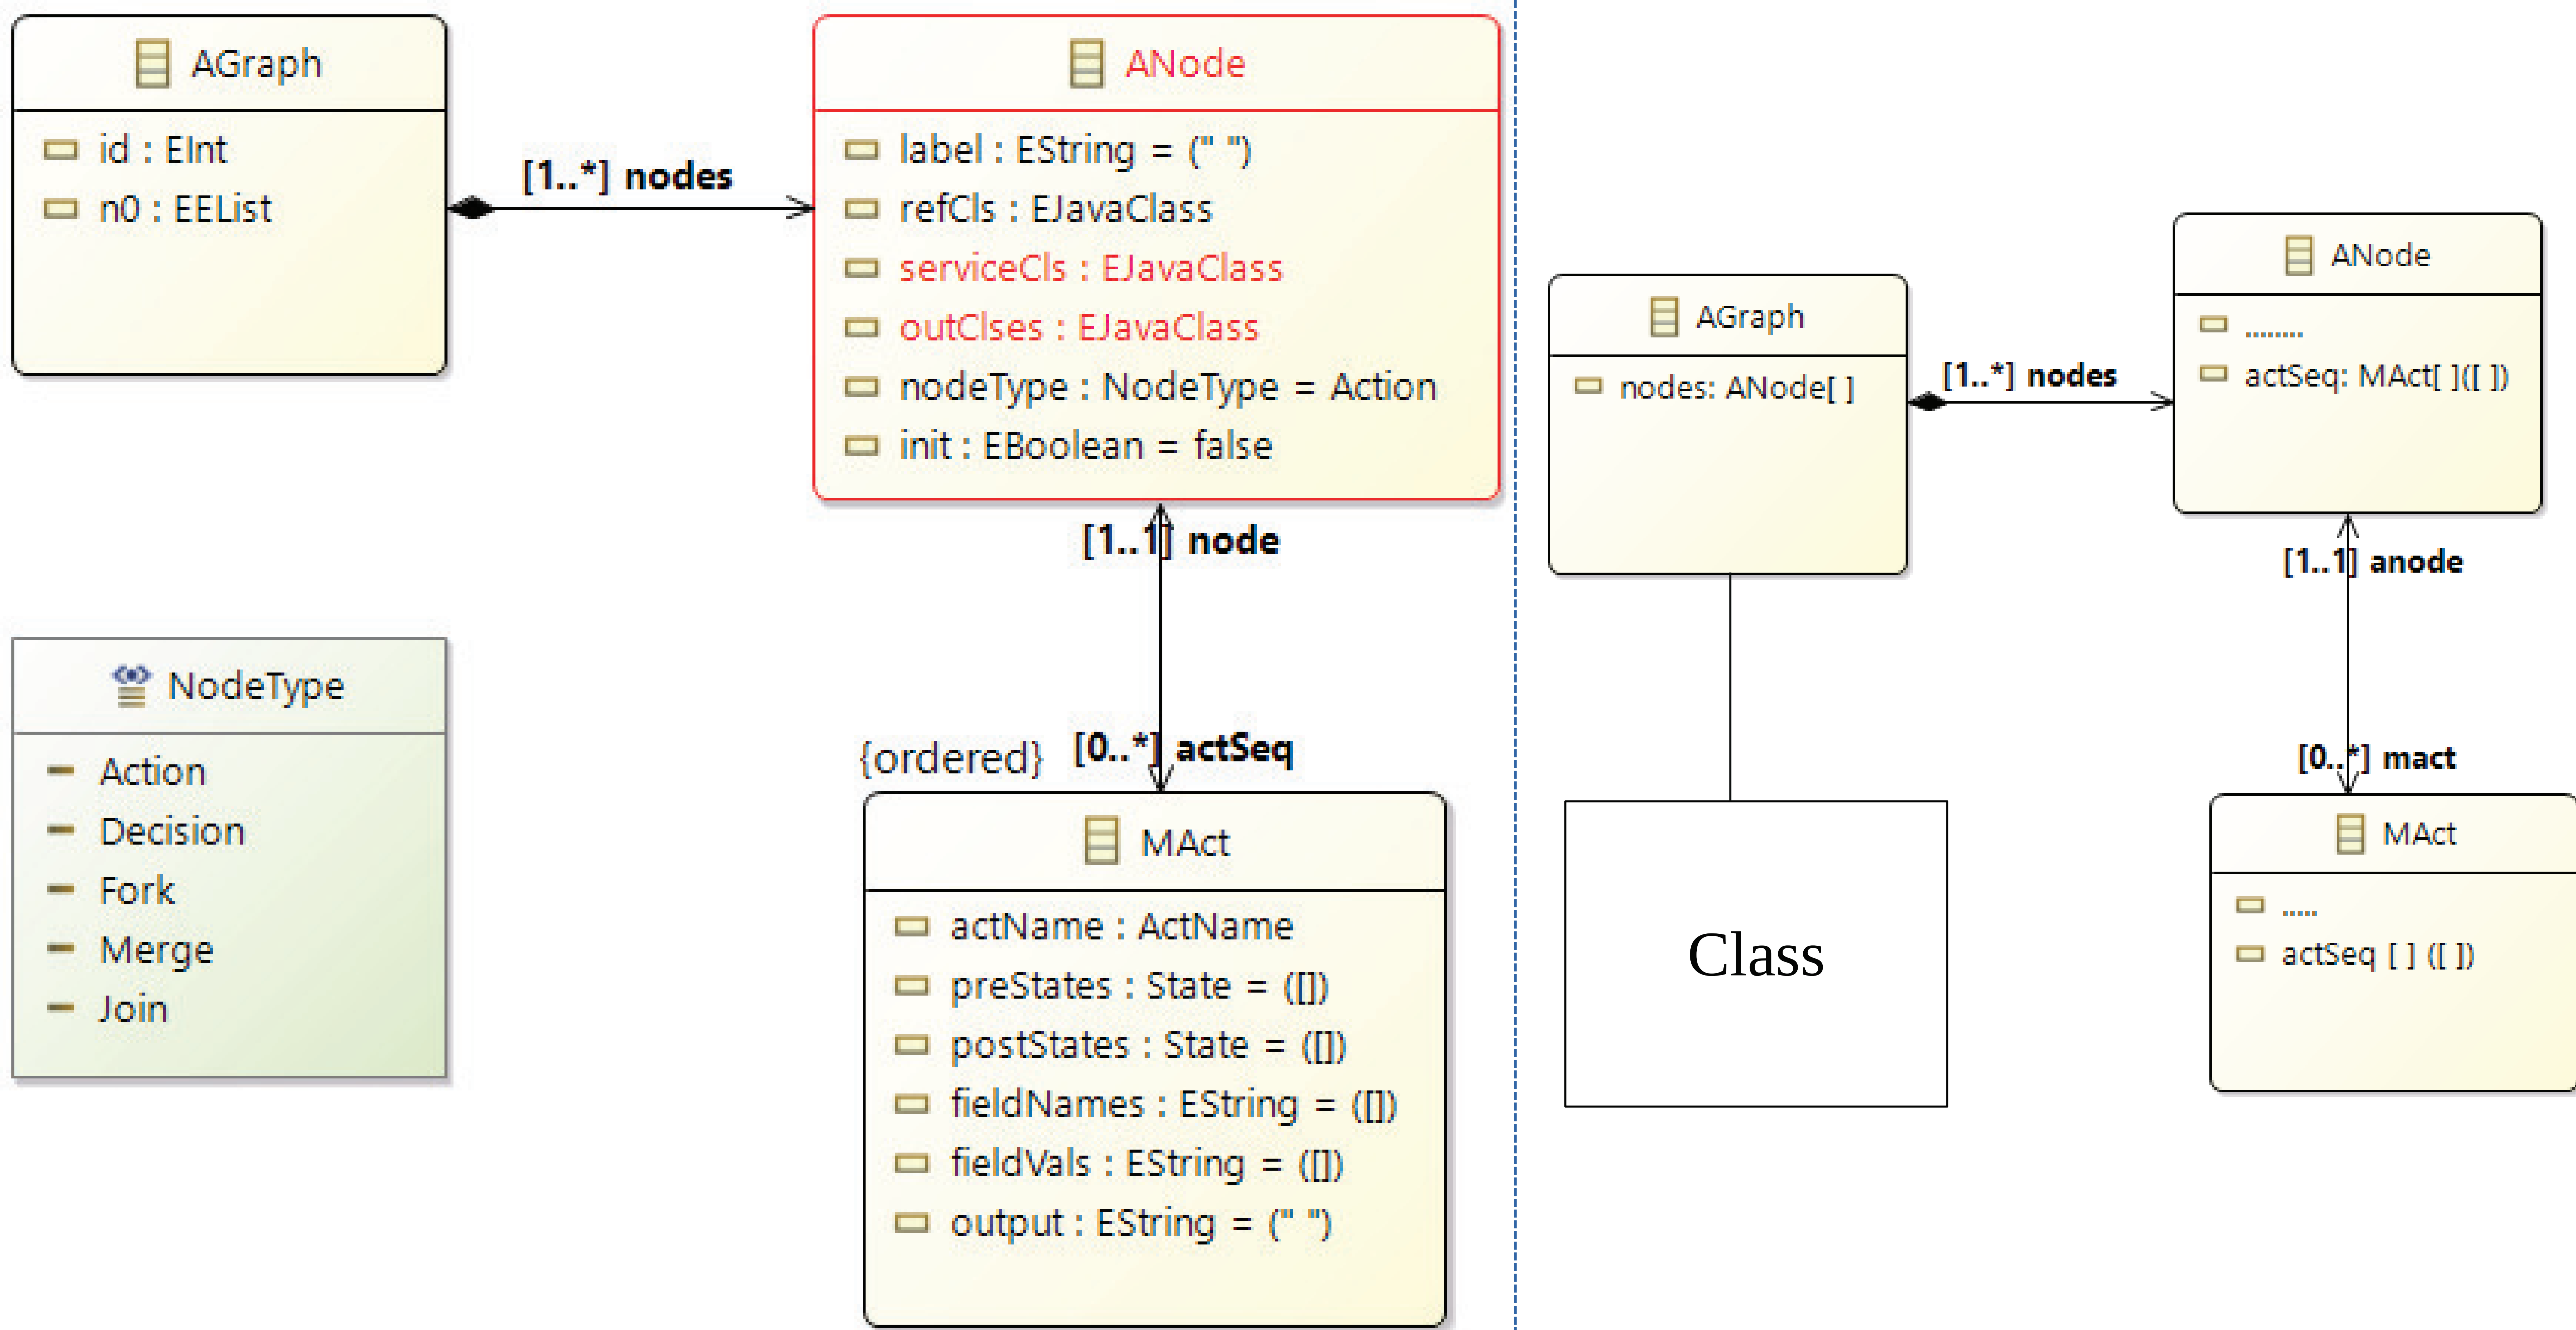 AGraph
id : EInt
n0 : EEList
[1..*] nodes
ANode
label : EString = (" ")
refCls : EJavaClass
serviceCls : EJavaClass
outClses : EJavaClass
nodeType : NodeType = Action
init : EBoolean = false
[1..1] node
{ordered} [0..*] actSeq
NodeType
Action
Decision
Fork
Merge
Join
MAct
actName : ActName
preStates : State = ([])
postStates : State = ([])
fieldNames : EString = ([])
fieldVals : EString = ([])
output : EString = (" ")
AGraph
nodes: ANode[ ]
[1..*] nodes
ANode
........
actSeq: MAct[ ]([ ])
[1..1] anode
[0..*] mact
Class
MAct
.....
actSeq [ ] ([ ])